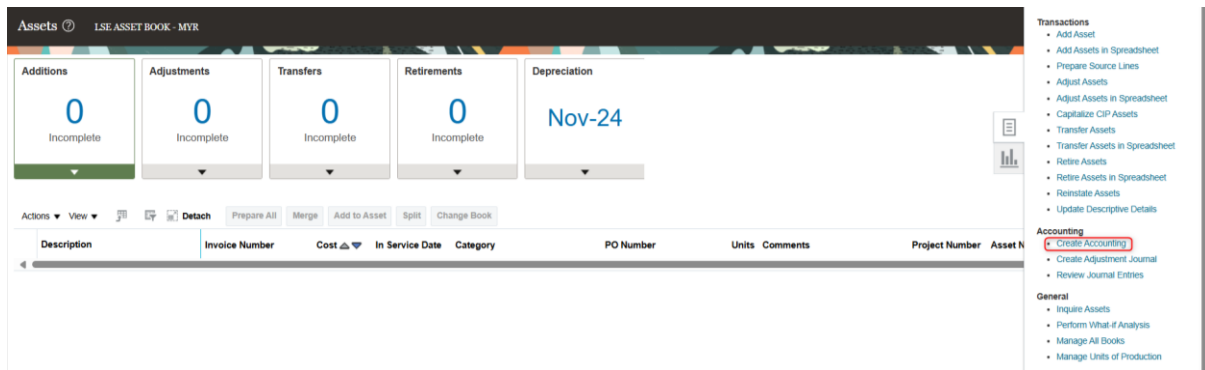 Assets LSE ASSET BOOK - MYR
Additions
0
Incomplete
Adjustments
0
Incomplete
Transfers
0
Incomplete
Retirements
0
Incomplete
Depreciation
Nov-24
Actions View Detach Prepare All Merge Add to Asset Split Change Book
Description Invoice Number Cost In Service Date Category PO Number Units Comments Project Number Asset N
Transactions
• Add Asset
• Add Assets in Spreadsheet
• Prepare Source Lines
• Adjust Assets
• Adjust Assets in Spreadsheet
• Capitalize CIP Assets
• Transfer Assets
• Transfer Assets in Spreadsheet
• Retire Assets
• Retire Assets in Spreadsheet
• Reinstate Assets
• Update Descriptive Details
Accounting
• Create Accounting
• Create Adjustment Journal
• Review Journal Entries
General
• Inquire Assets
• Perform What-if Analysis
• Manage All Books
• Manage Units of Production